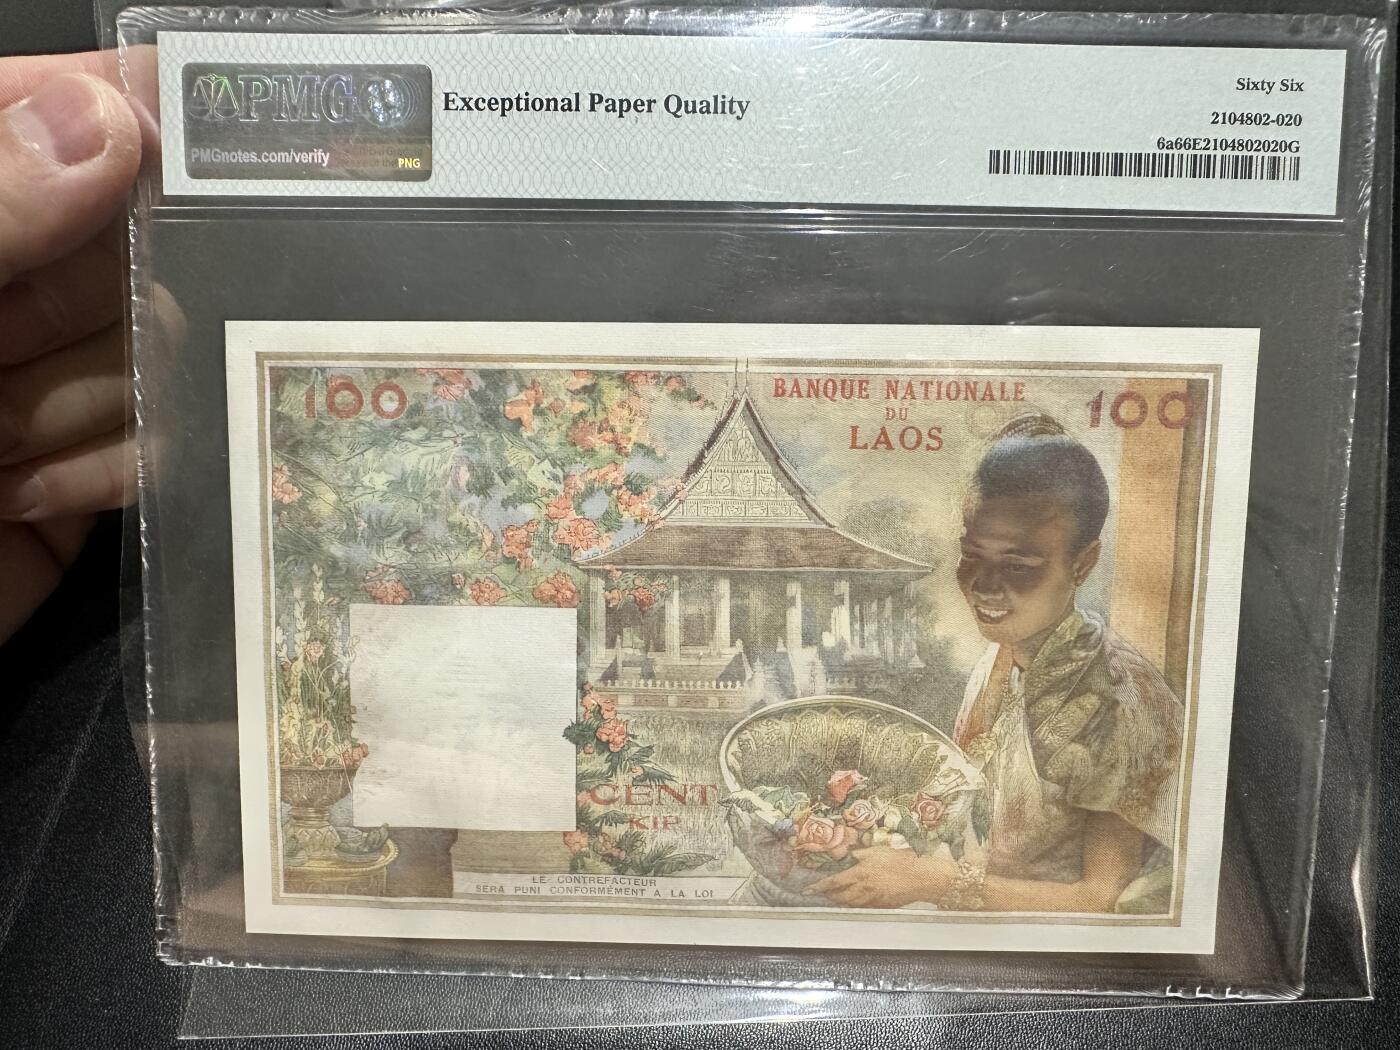 PMG
PMGnotes.com/verify
PNG
Exceptional Paper Quality
Sixty Six
2104802-020
6a66E2104802020G
100
BANQUE NATIONALE
DU
LAOS
100
CENT
KIP
LE CONTREFACTEUR
SERA PUNI CONFORMÉMENT A LA LOI